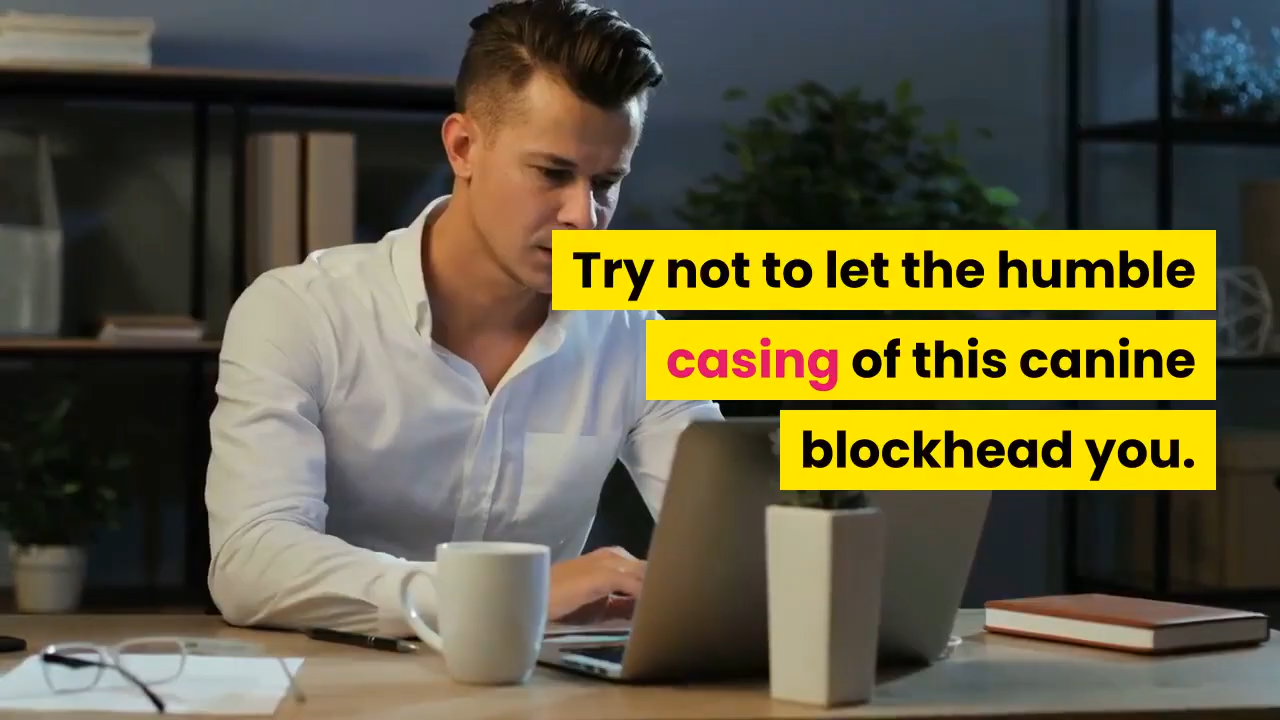 Try not to let the humble
casing of this canine
blockhead you.